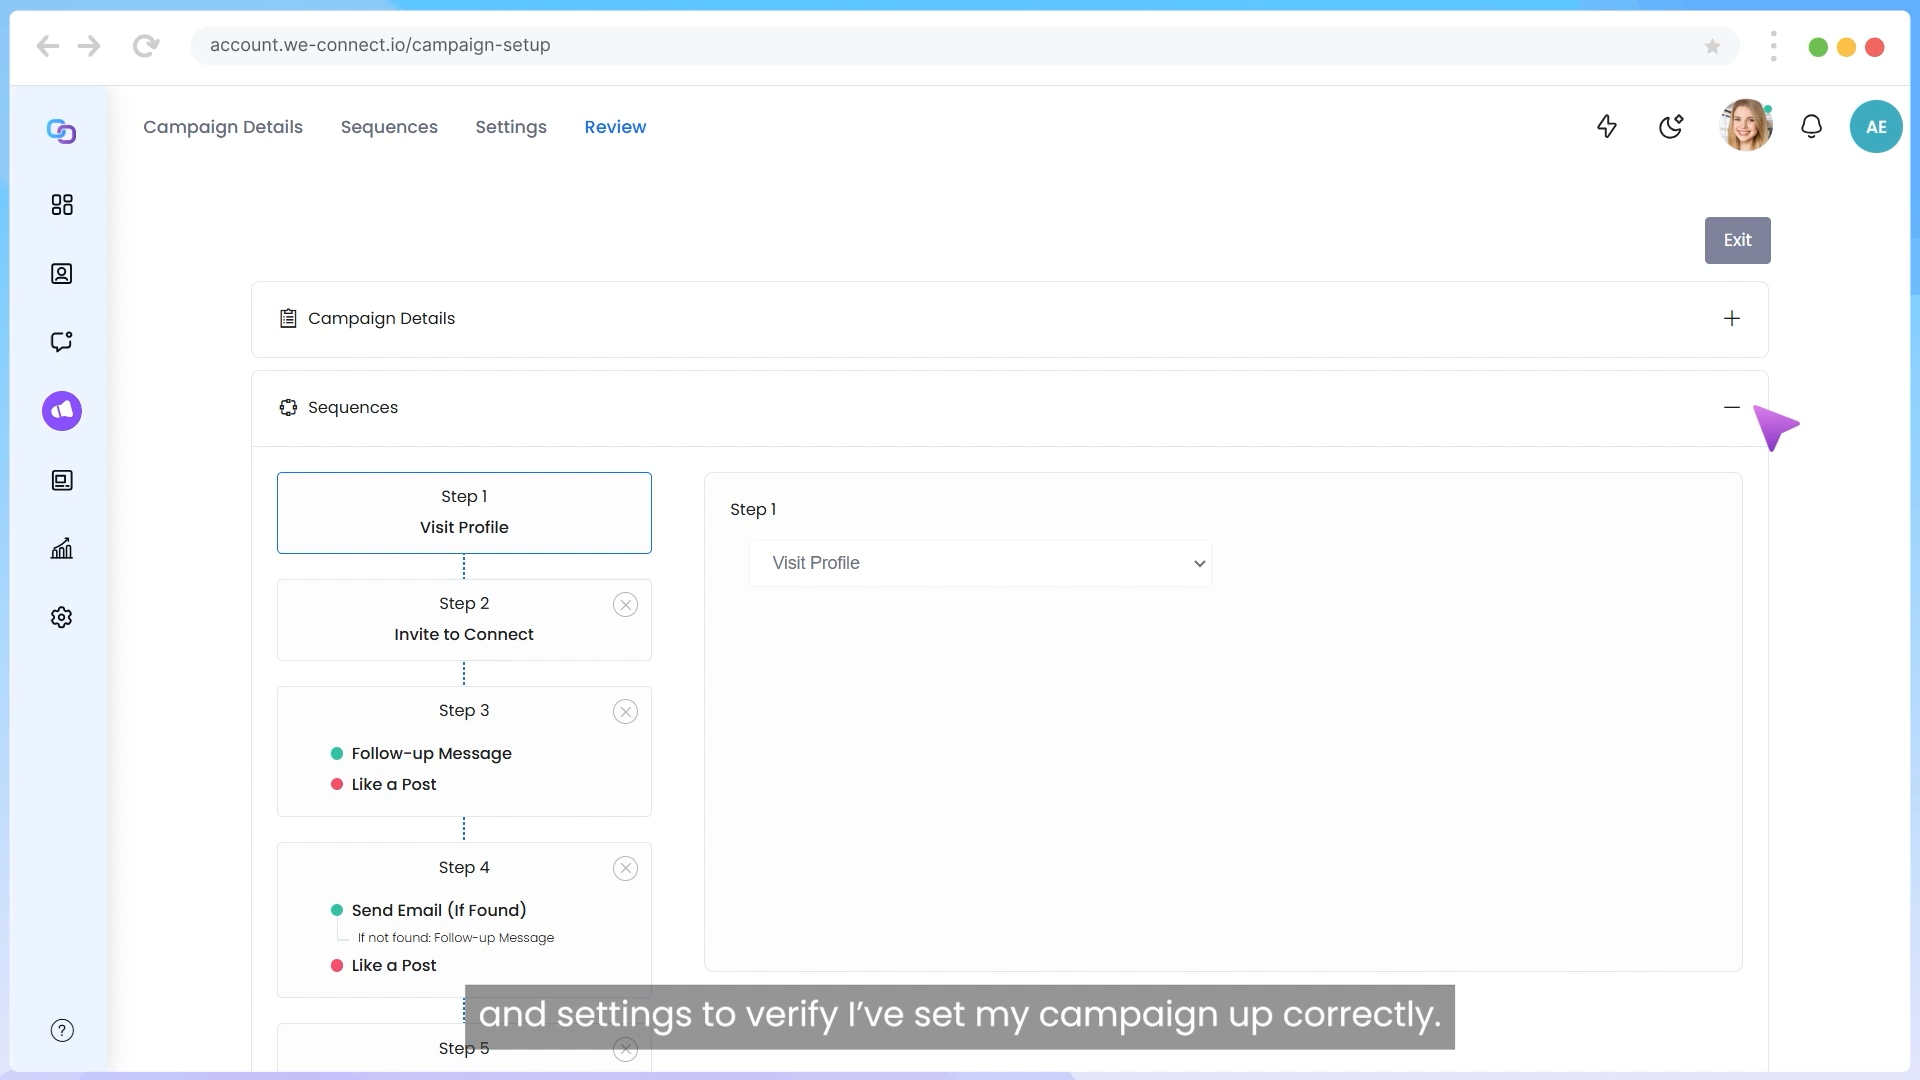 account.we-connect.io/campaign-setup
Campaign Details
Sequences
Settings
Review
AE
Exit
Campaign Details
Sequences
Step 1
Visit Profile
Step 2
Invite to Connect
Step 3
Follow-up Message
Like a Post
Step 4
Send Email (If Found)
If not found: Follow-up Message
Like a Post
Step 5
Step 1
Visit Profile
and settings to verify I’ve set my campaign up correctly.